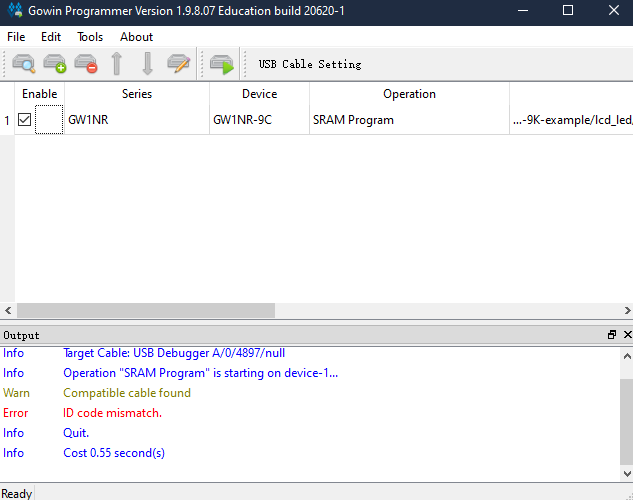 Gowin Programmer Version 1.9.8.07 Education build 20620-1
File Edit Tools About
USB Cable Setting
Enable Series Device Operation
1 GW1NR GW1NR-9C SRAM Program ...-9K-example/lcd_led/
Output
Info Target Cable: USB Debugger A/0/4897/null
Info Operation "SRAM Program" is starting on device-1...
Warn Compatible cable found
Error ID code mismatch.
Info Quit.
Info Cost 0.55 second(s)
Ready